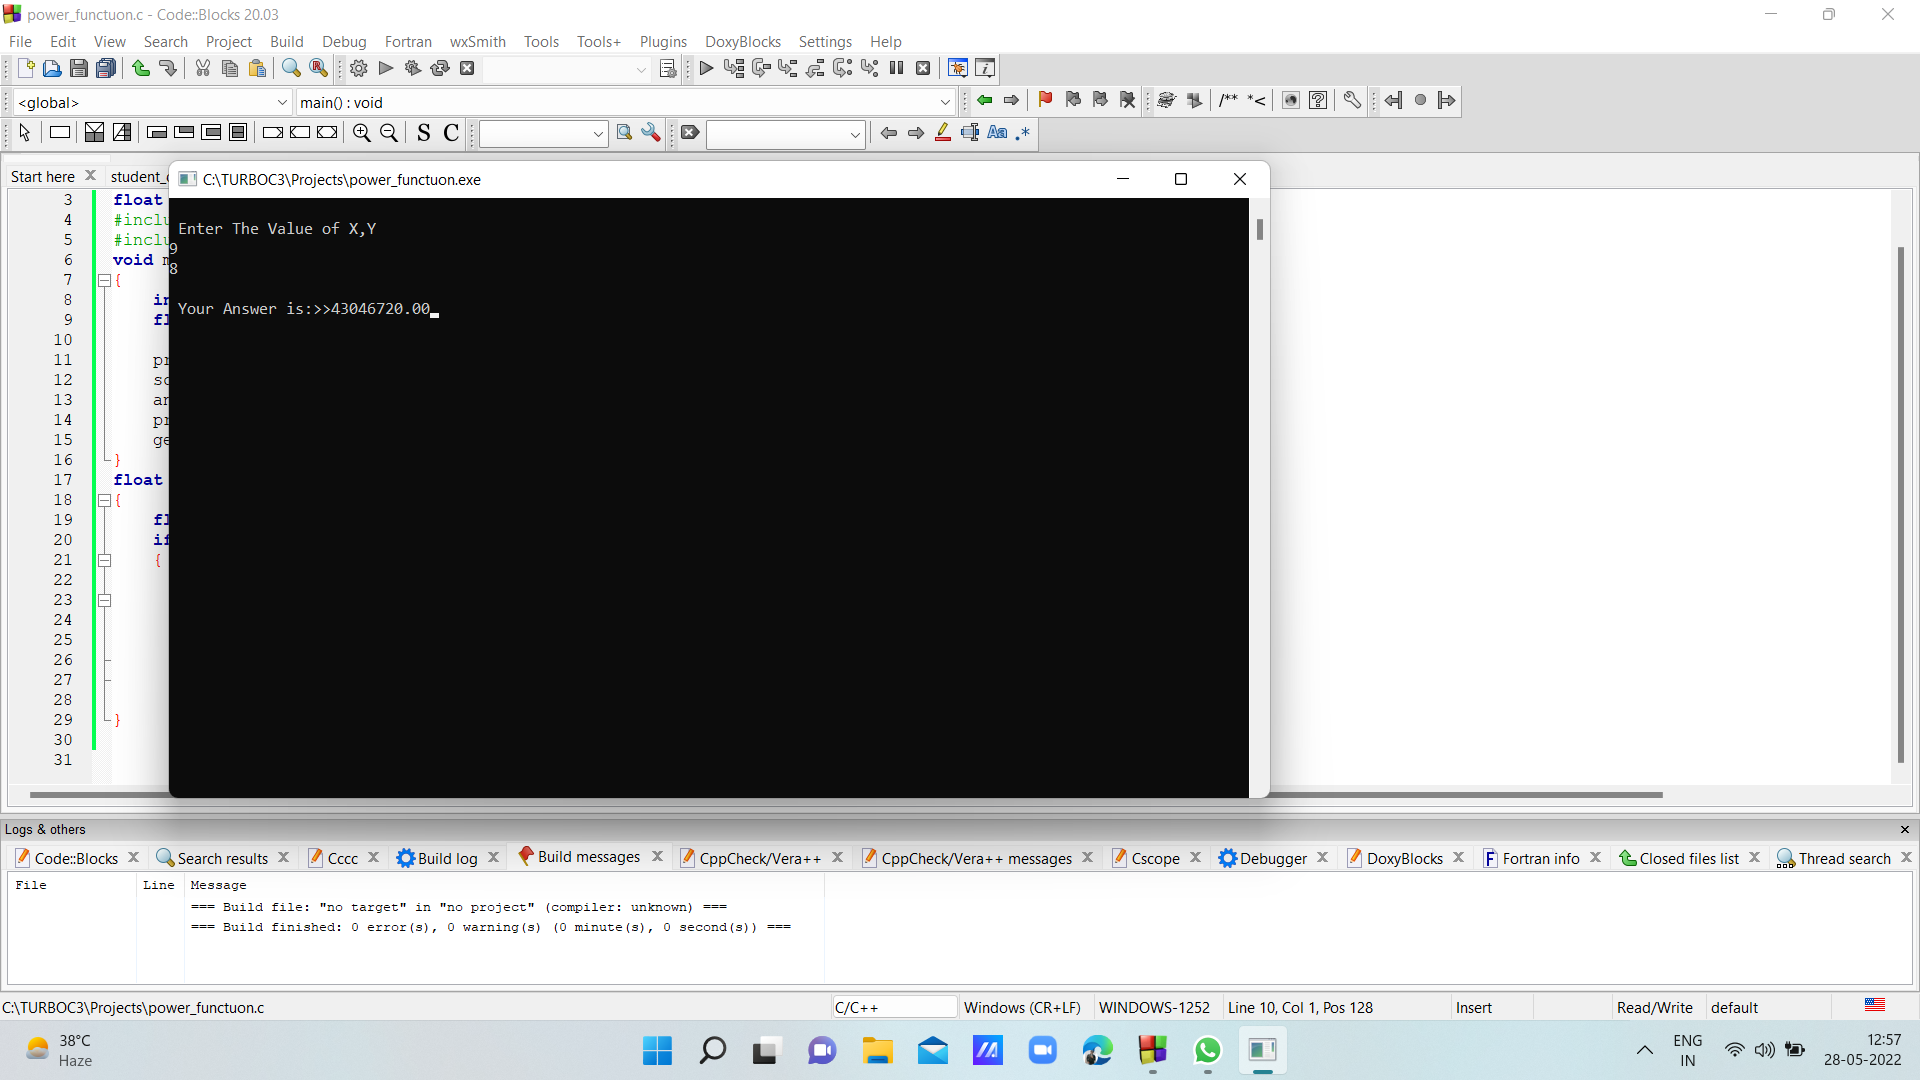 power_functuon.c - Code::Blocks 20.03
File Edit View Search Project Build Debug Fortran wxSmith Tools Tools+ Plugins DoxyBlocks Settings Help
<global> main() : void /** *<
S C Aa .*
Start here student_
C:\TURBOC3\Projects\power_functuon.exe
Enter The Value of X,Y
9
8
Your Answer is:>>43046720.00
3 float
4 #inclu
5 #inclu
6 void m
7 {
8 in
9 fl
10
11 pr
12 sc
13 an
14 pr
15 ge
16 }
17 float
18 {
19 fl
20 if
21 {
22
23
24
25
26
27
28
29 }
30
31
Logs & others
Code::Blocks Search results Cccc Build log Build messages CppCheck/Vera++ CppCheck/Vera++ messages Cscope Debugger DoxyBlocks Fortran info Closed files list Thread search
File Line Message
=== Build file: "no target" in "no project" (compiler: unknown) ===
=== Build finished: 0 error(s), 0 warning(s) (0 minute(s), 0 second(s)) ===
C:\TURBOC3\Projects\power_functuon.c C/C++ Windows (CR+LF) WINDOWS-1252 Line 10, Col 1, Pos 128 Insert Read/Write default
38°C
Haze
ENG
IN
12:57
28-05-2022